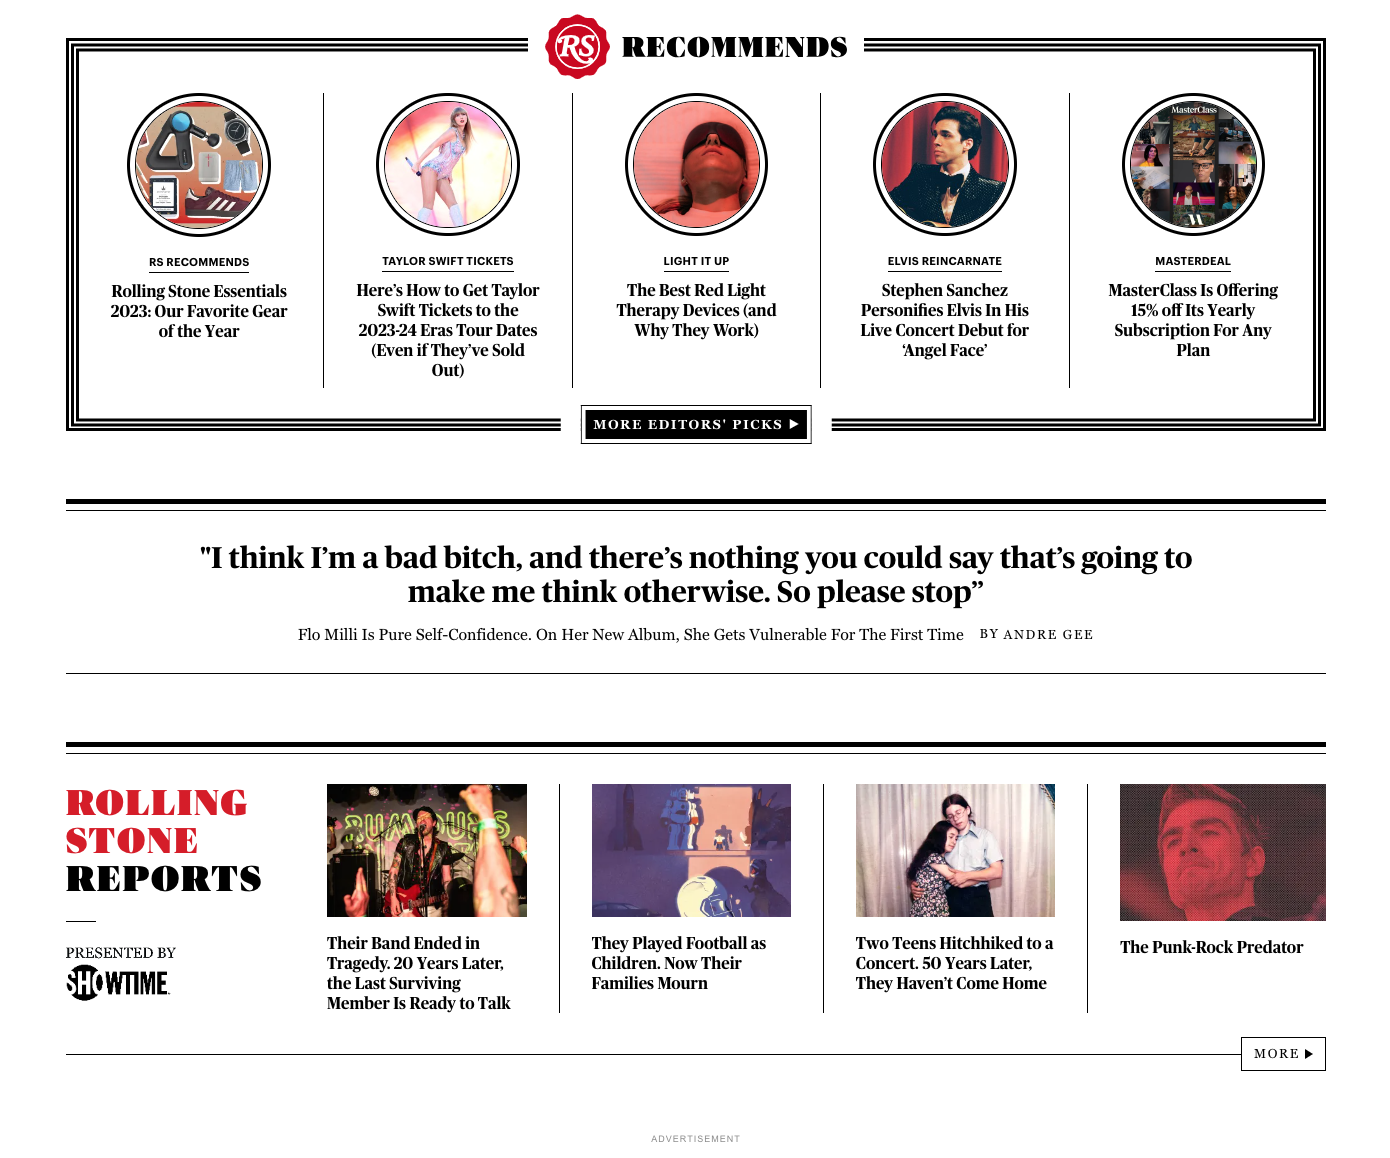 RS RECOMMENDS
RS RECOMMENDS
Rolling Stone Essentials
2023: Our Favorite Gear
of the Year
TAYLOR SWIFT TICKETS
Here’s How to Get Taylor
Swift Tickets to the
2023-24 Eras Tour Dates
(Even if They’ve Sold
Out)
LIGHT IT UP
The Best Red Light
Therapy Devices (and
Why They Work)
ELVIS REINCARNATE
Stephen Sanchez
Personifies Elvis In His
Live Concert Debut for
‘Angel Face’
MasterClass
MASTERDEAL
MasterClass Is Offering
15% off Its Yearly
Subscription For Any
Plan
MORE EDITORS' PICKS
"I think I’m a bad bitch, and there’s nothing you could say that’s going to
make me think otherwise. So please stop”
Flo Milli Is Pure Self-Confidence. On Her New Album, She Gets Vulnerable For The First Time BY ANDRE GEE
ROLLING
STONE
REPORTS
PRESENTED BY
SHOWTIME
RUMOURS
Their Band Ended in
Tragedy. 20 Years Later,
the Last Surviving
Member Is Ready to Talk
They Played Football as
Children. Now Their
Families Mourn
Two Teens Hitchhiked to a
Concert. 50 Years Later,
They Haven’t Come Home
The Punk-Rock Predator
MORE
ADVERTISEMENT